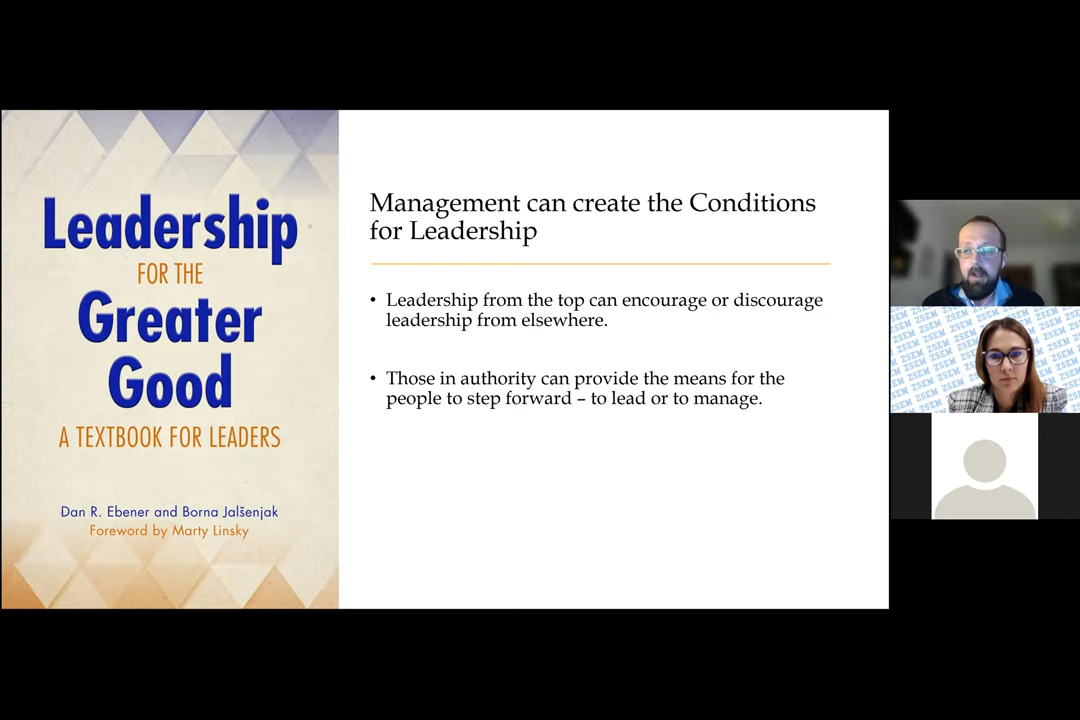 Leadership
FOR THE
Greater
Good
A TEXTBOOK FOR LEADERS
Dan R. Ebener and Borna Jalšenjak
Foreword by Marty Linsky
Management can create the Conditions
for Leadership
• Leadership from the top can encourage or discourage
leadership from elsewhere.
• Those in authority can provide the means for the
people to step forward – to lead or to manage.
ZSEM